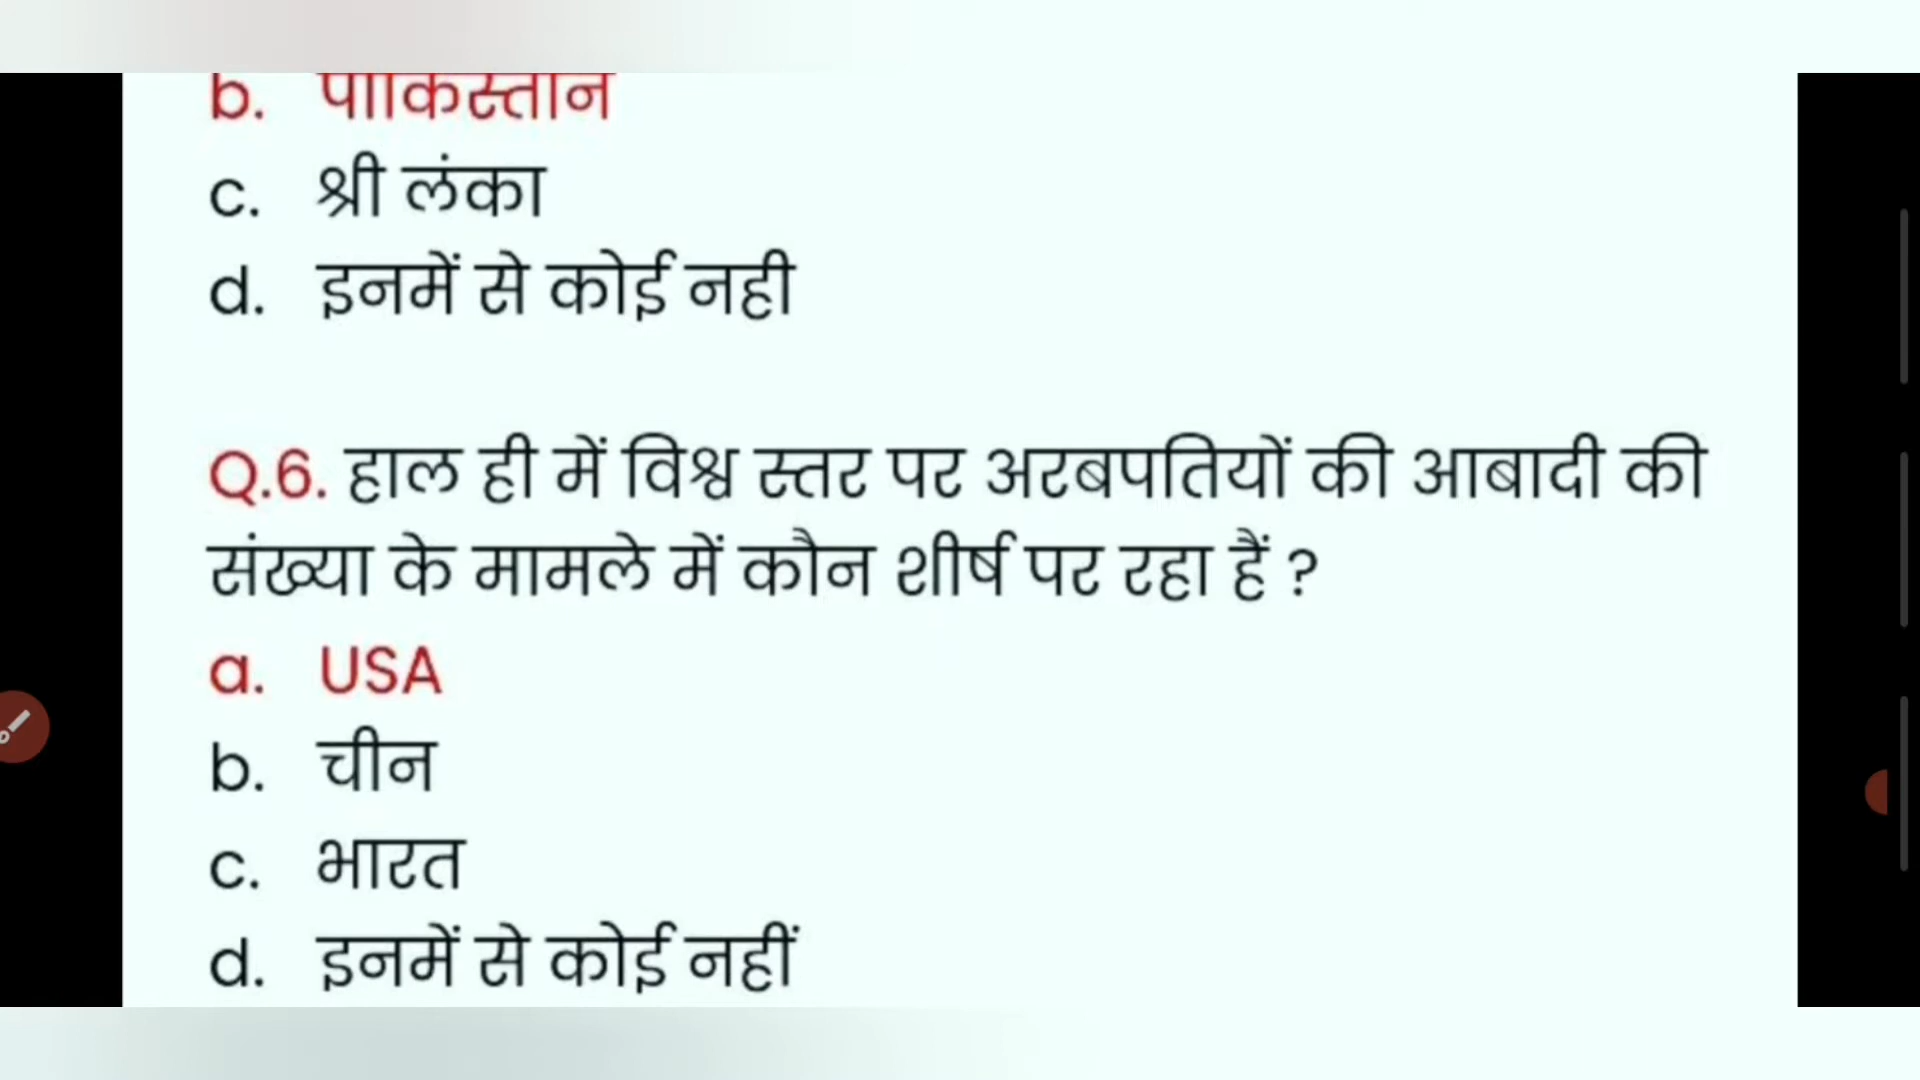 b. पाकिस्तान
c. श्री लंका
d. इनमें से कोई नही
Q.6. हाल ही में विश्व स्तर पर अरबपतियों की आबादी की
संख्या के मामले में कौन शीर्ष पर रहा हैं ?
a. USA
b. चीन
c. भारत
d. इनमें से कोई नहीं